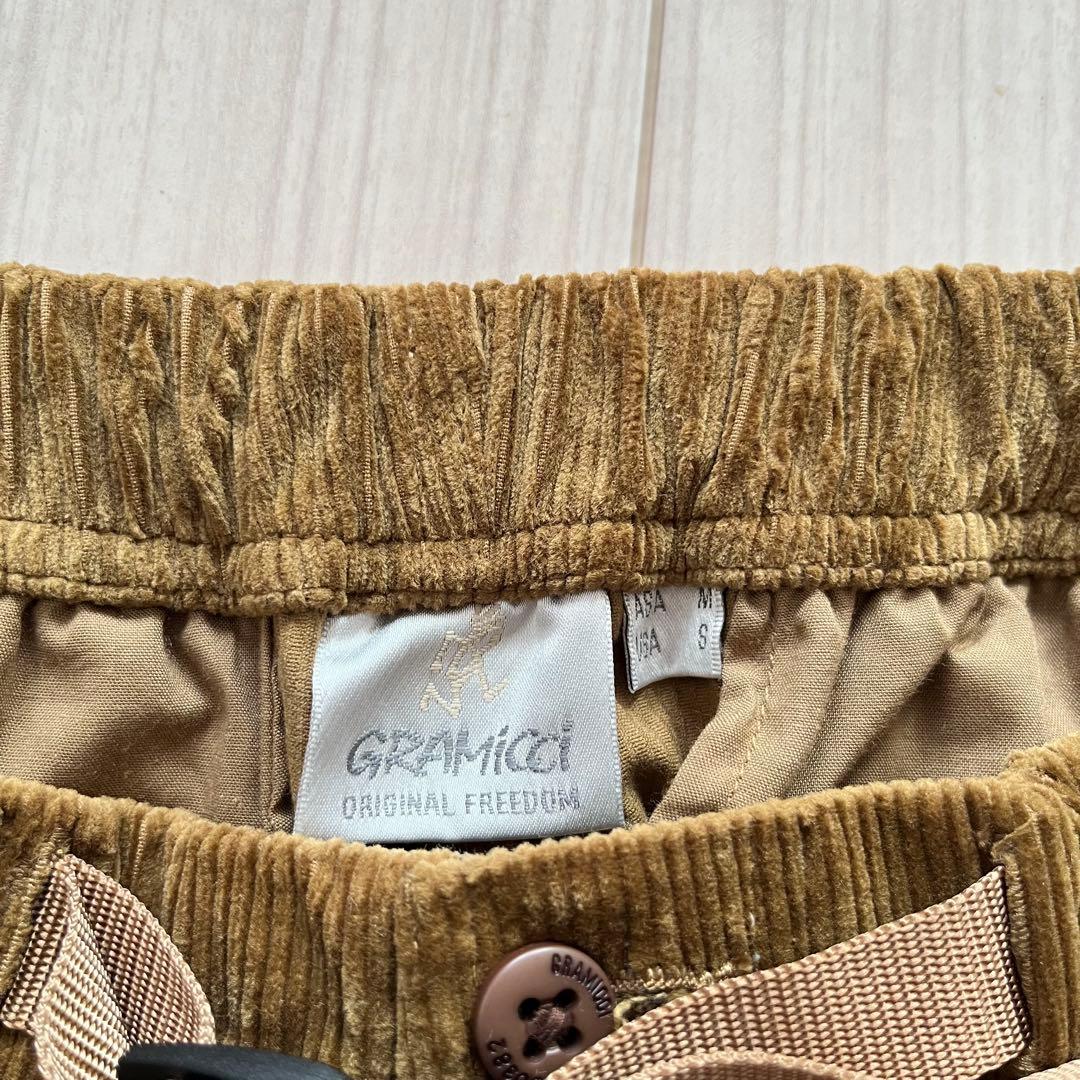 GRAMiCCi
ORIGINAL FREEDOM
ASA M
USA S
GRAMICCI